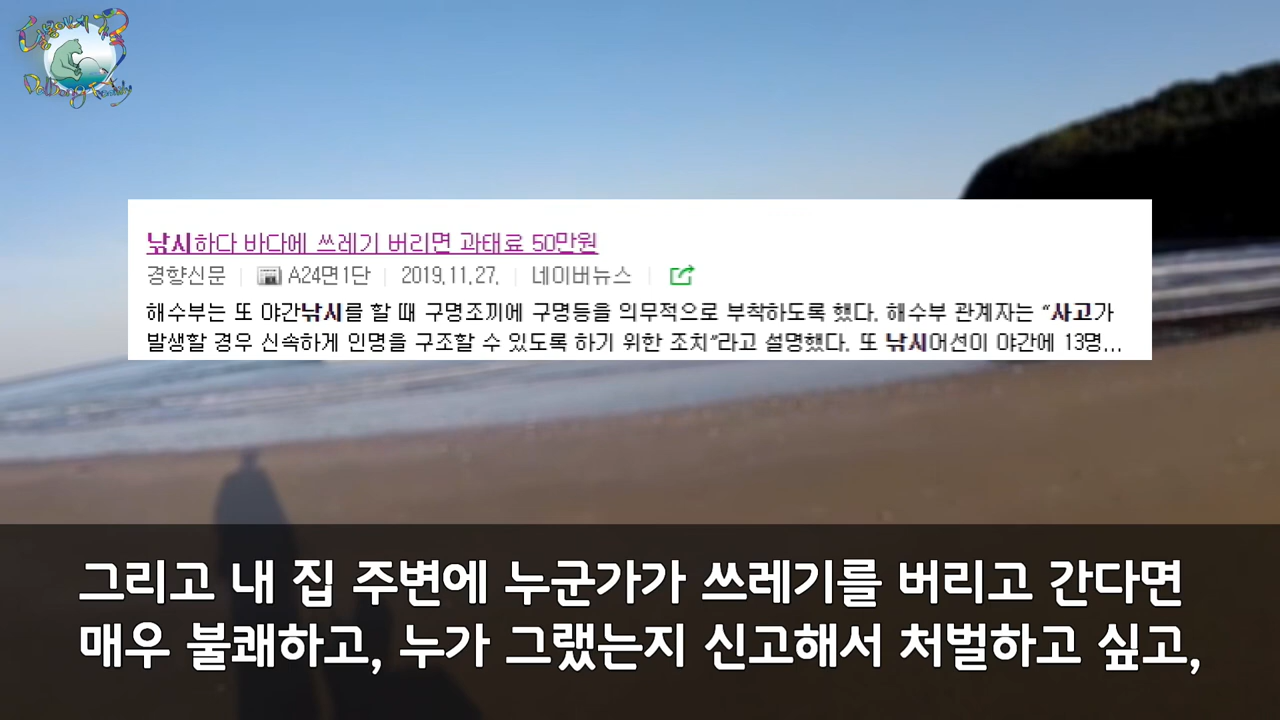 낚시하다 바다에 쓰레기 버리면 과태료 50만원
경향신문 A24면1단 2019.11.27. 네이버뉴스
해수부는 또 야간낚시를 할 때 구명조끼에 구명등을 의무적으로 부착하도록 했다. 해수부 관계자는 “사고가
발생할 경우 신속하게 인명을 구조할 수 있도록 하기 위한 조치”라고 설명했다. 또 낚시어선이 야간에 13명...
그리고 내 집 주변에 누군가가 쓰레기를 버리고 간다면
매우 불쾌하고, 누가 그랬는지 신고해서 처벌하고 싶고,